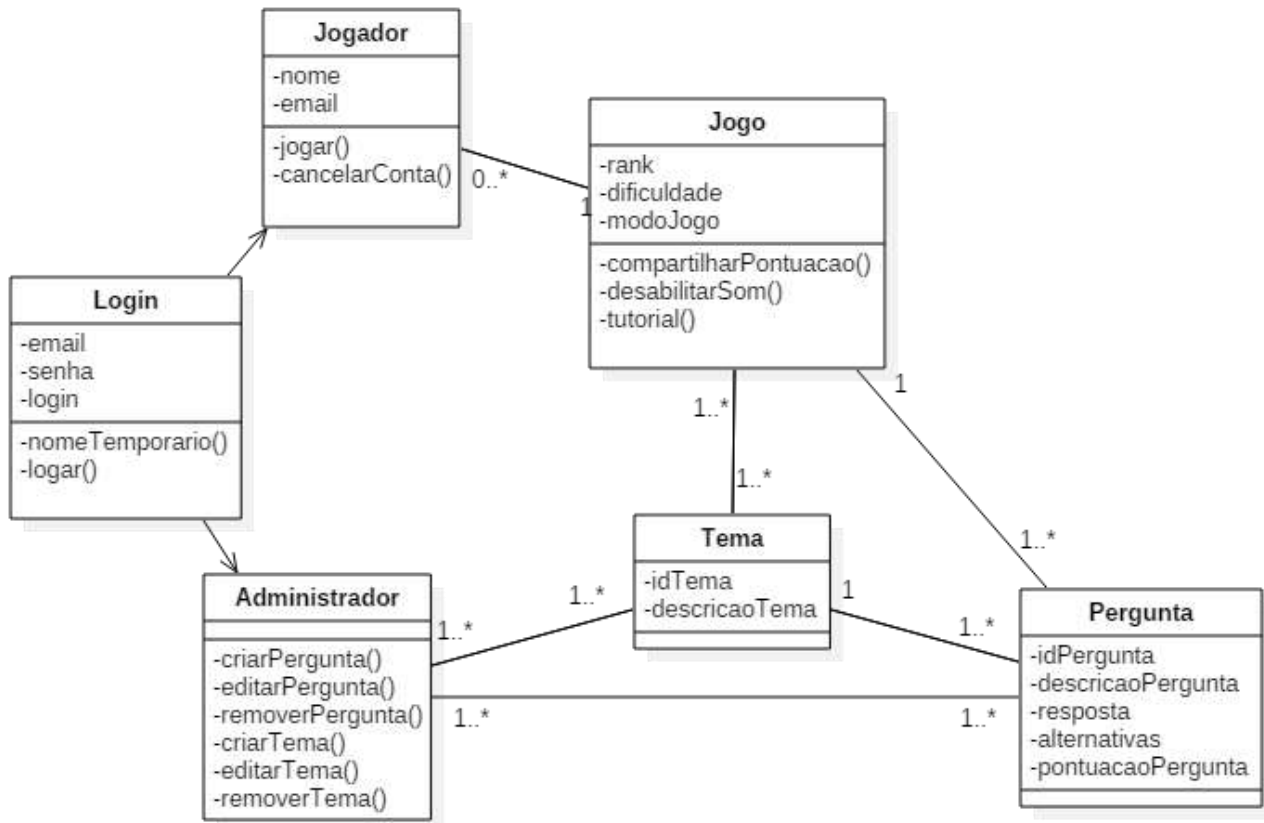 Jogador
-nome
-email
-jogar()
-cancelarConta()
0..*
1
Jogo
-rank
-dificuldade
-modoJogo
-compartilharPontuacao()
-desabilitarSom()
-tutorial()
Login
-email
-senha
-login
-nomeTemporario()
-logar()
1..*
1
1..*
1..*
Tema
-idTema
-descricaoTema
1
1..*
Administrador
-criarPergunta()
-editarPergunta()
-removerPergunta()
-criarTema()
-editarTema()
-removerTema()
1..*
1..*
1..*
1..*
Pergunta
-idPergunta
-descricaoPergunta
-resposta
-alternativas
-pontuacaoPergunta